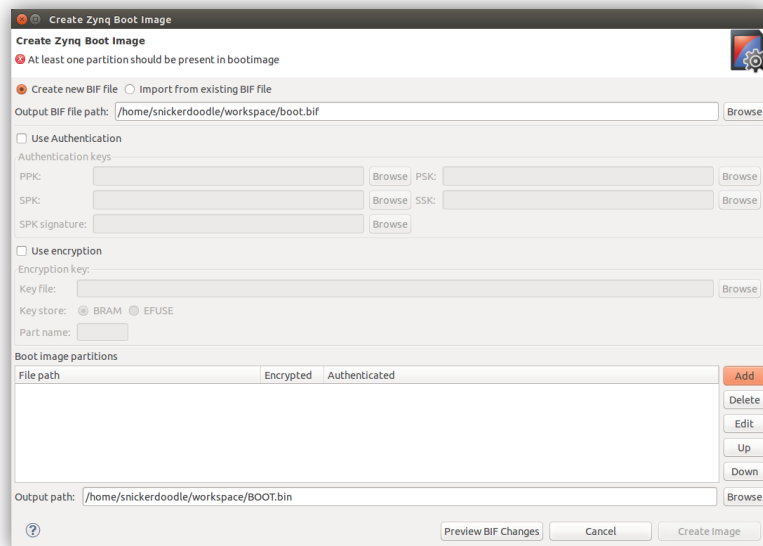 Create Zynq Boot Image
Create Zynq Boot Image
At least one partition should be present in bootimage
Create new BIF file Import from existing BIF file
Output BIF file path: /home/snickerdoodle/workspace/boot.bif Browse
Use Authentication
Authentication keys
PPK: Browse PSK: Browse
SPK: Browse SSK: Browse
SPK signature: Browse
Use encryption
Encryption key:
Key file: Browse
Key store: BRAM EFUSE
Part name:
Boot image partitions
File path Encrypted Authenticated Add
Delete
Edit
Up
Down
Output path: /home/snickerdoodle/workspace/BOOT.bin Browse
? Preview BIF Changes Cancel Create Image